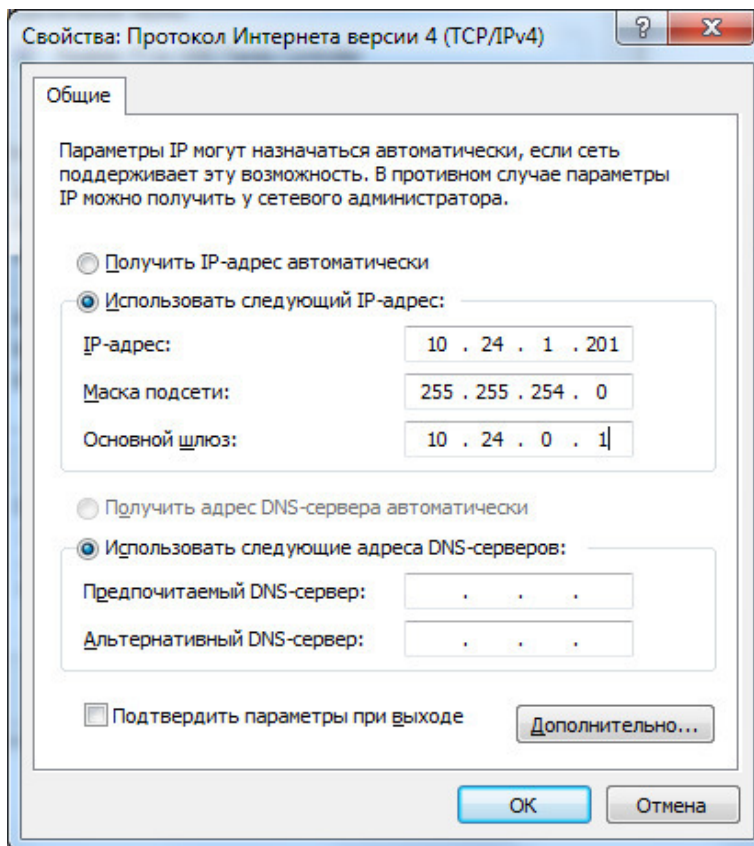 Свойства: Протокол Интернета версии 4 (TCP/IPv4)
Общие
Параметры IP могут назначаться автоматически, если сеть
поддерживает эту возможность. В противном случае параметры
IP можно получить у сетевого администратора.
Получить IP-адрес автоматически
Использовать следующий IP-адрес:
IP-адрес: 10 . 24 . 1 . 201
Маска подсети: 255 . 255 . 254 . 0
Основной шлюз: 10 . 24 . 0 . 1
Получить адрес DNS-сервера автоматически
Использовать следующие адреса DNS-серверов:
Предпочитаемый DNS-сервер: . . .
Альтернативный DNS-сервер: . . .
Подтвердить параметры при выходе
Дополнительно...
ОК Отмена